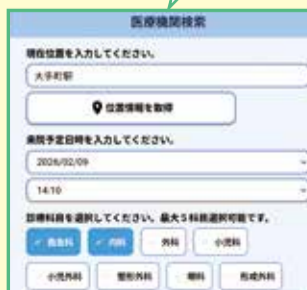 医療機関検索
現在位置を入力してください。
大手町駅
位置情報を取得
来院予定日時を入力してください。
2026/02/09
14:10
診療科目を選択してください。最大5科目選択可能です。
救急科 内科 外科 小児科
小児外科 整形外科 眼科 形成外科